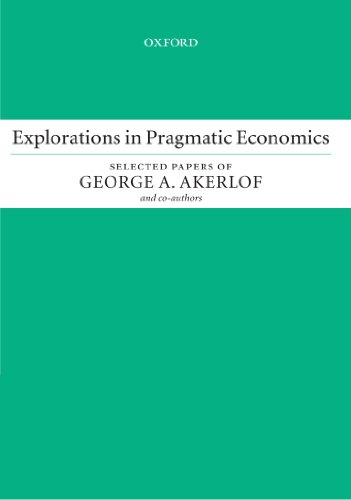 OXFORD
Explorations in Pragmatic Economics
SELECTED PAPERS OF
GEORGE A. AKERLOF
and co-authors